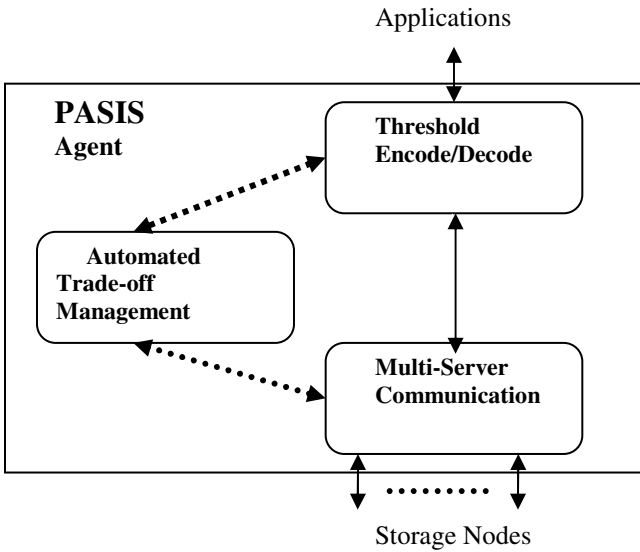 Applications
PASIS
Agent
Threshold
Encode/Decode
Automated
Trade-off
Management
Multi-Server
Communication
Storage Nodes